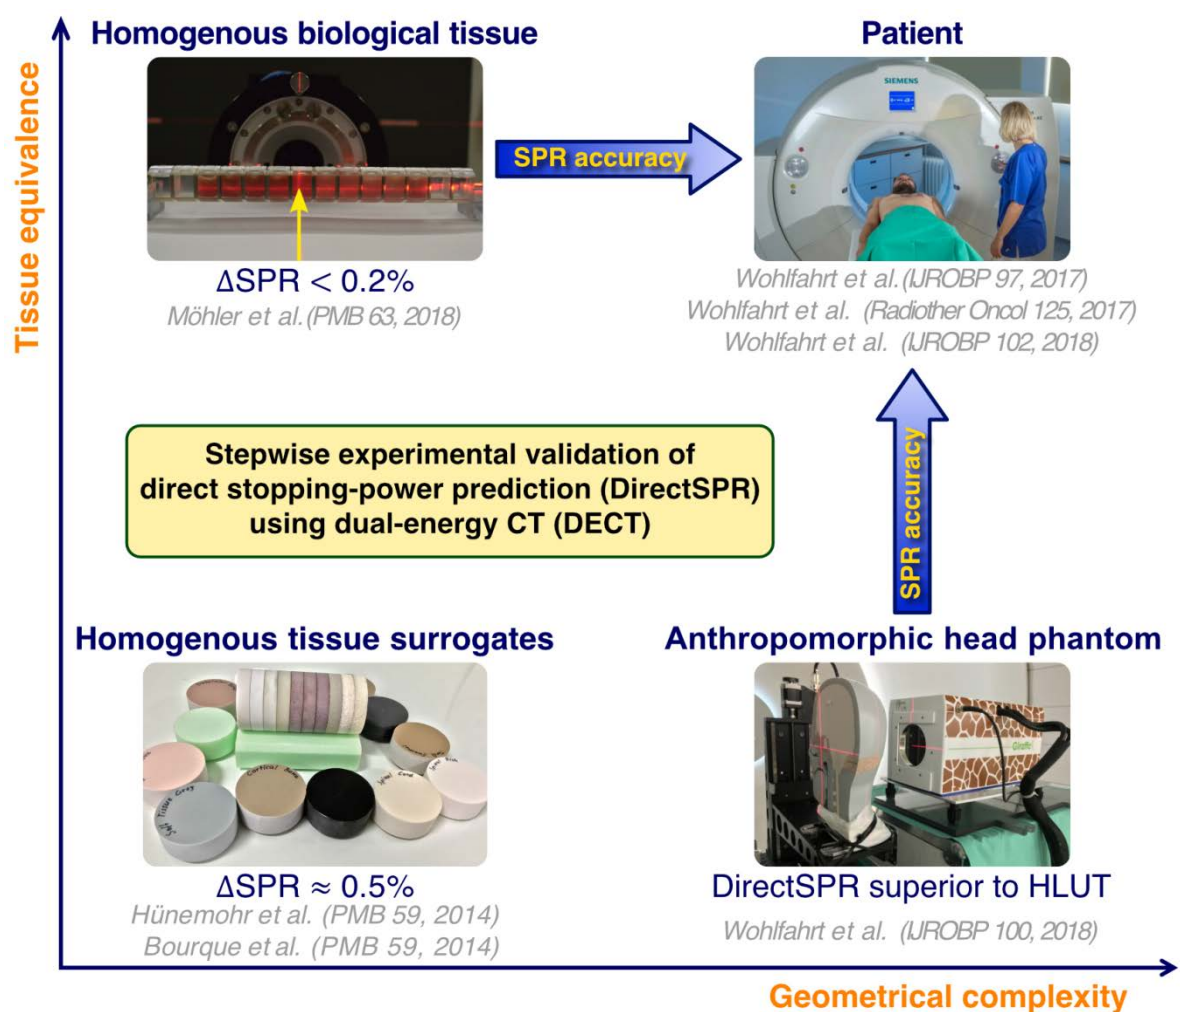 Tissue equivalence
Homogenous biological tissue
ΔSPR < 0.2%
Möhler et al. (PMB 63, 2018)
SPR accuracy
Patient
SIEMENS
Wohlfahrt et al. (IJROBP 97, 2017)
Wohlfahrt et al. (Radiother Oncol 125, 2017)
Wohlfahrt et al. (IJROBP 102, 2018)
Stepwise experimental validation of
direct stopping-power prediction (DirectSPR)
using dual-energy CT (DECT)
SPR accuracy
Homogenous tissue surrogates
Cortical Bone
Soft Tissue Gray
ΔSPR ≈ 0.5%
Hünemohr et al. (PMB 59, 2014)
Bourque et al. (PMB 59, 2014)
Anthropomorphic head phantom
Giraffe
DirectSPR superior to HLUT
Wohlfahrt et al. (IJROBP 100, 2018)
Geometrical complexity